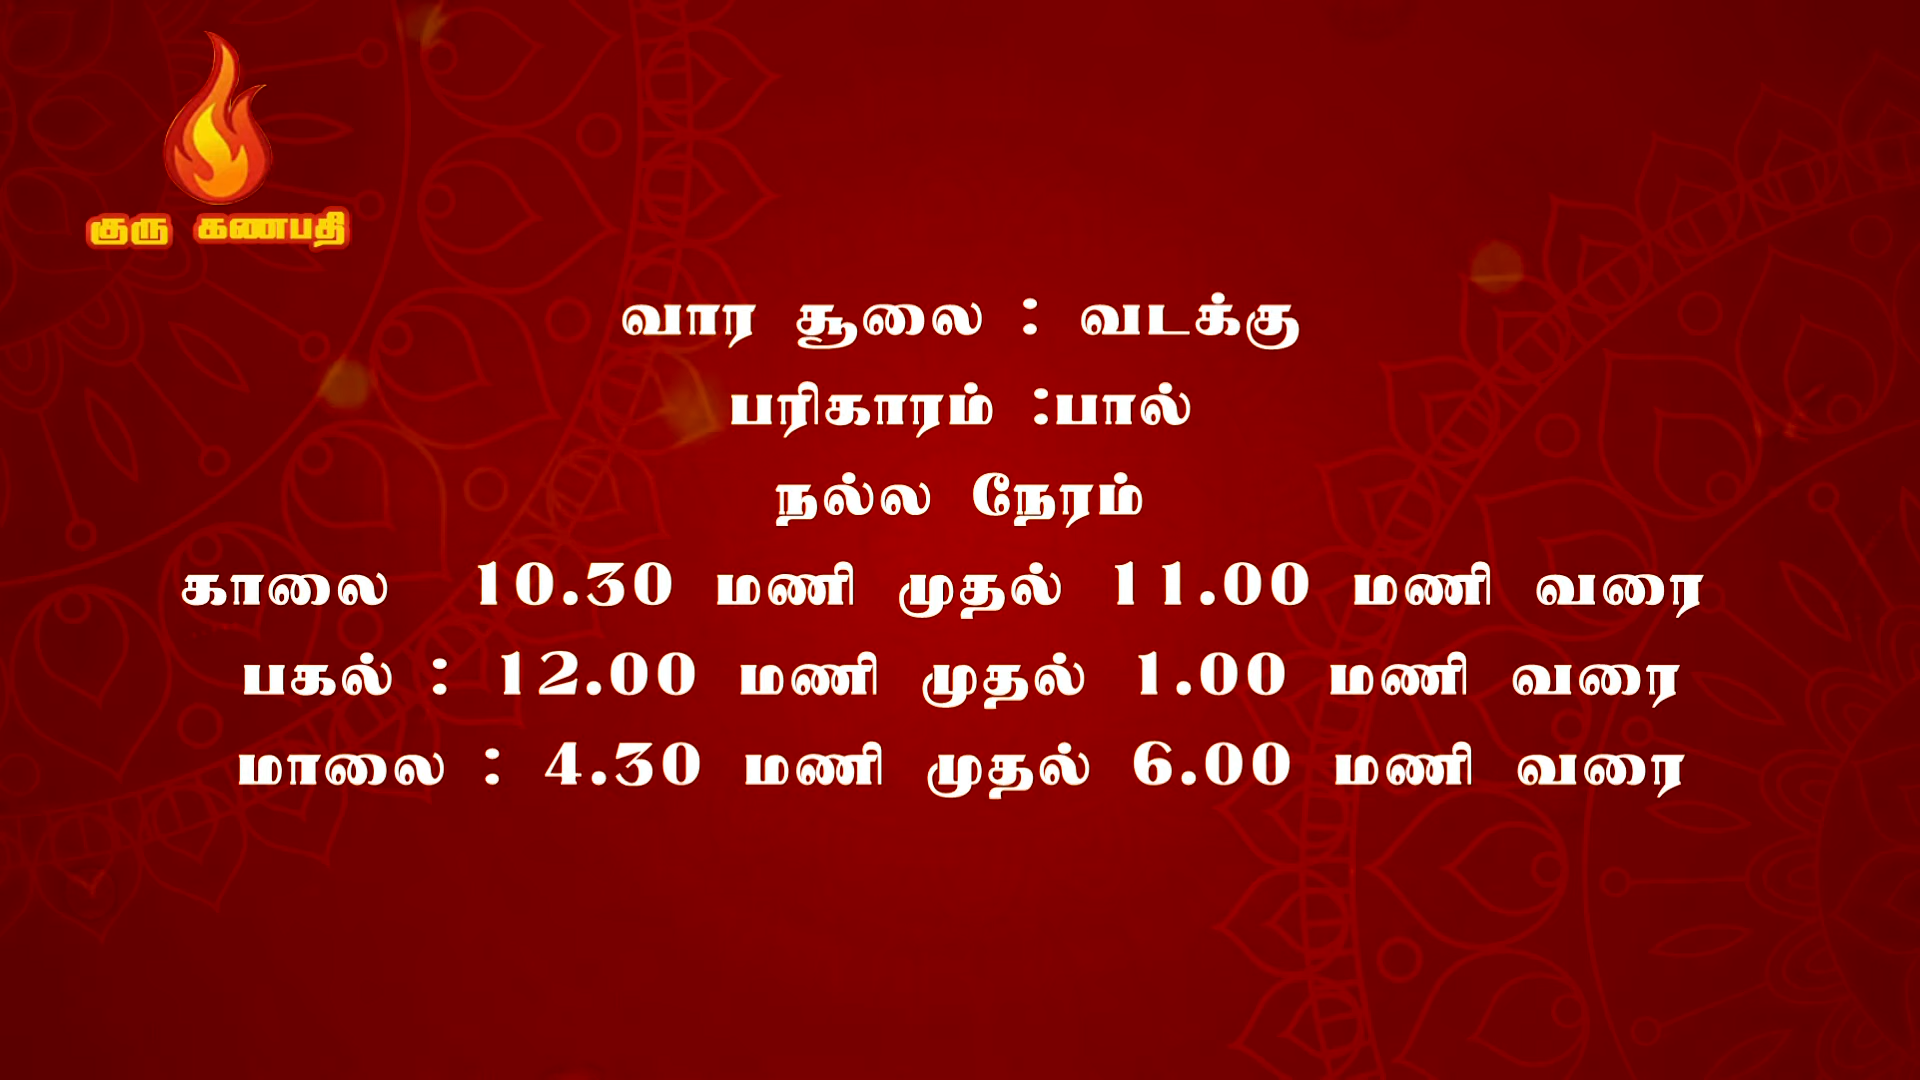 குரு கணபதி
வார சூலை : வடக்கு
பரிகாரம் :பால்
நல்ல நேரம்
காலை 10.30 மணி முதல் 11.00 மணி வரை
பகல் : 12.00 மணி முதல் 1.00 மணி வரை
மாலை : 4.30 மணி முதல் 6.00 மணி வரை